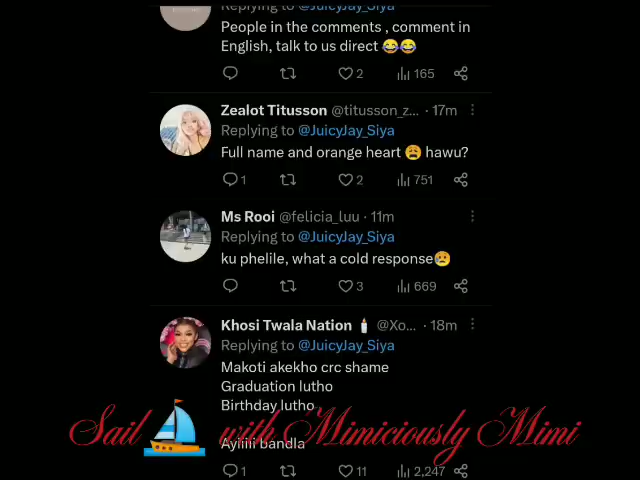 Replying to @JuicyJay_Siya
People in the comments , comment in
English, talk to us direct 😂😂
2 165
Zealot Titusson @titusson_z... · 17m
Replying to @JuicyJay_Siya
Full name and orange heart 😩 hawu?
1 2 751
Ms Rooi @felicia_luu · 11m
Replying to @JuicyJay_Siya
ku phelile, what a cold response😢
3 669
Khosi Twala Nation 🕯 @Xo... · 18m
Replying to @JuicyJay_Siya
Makoti akekho crc shame
Graduation lutho
Birthday lutho
Sail ⛵ with Mimiciously Mimi
Ayiiiii bandla
1 11 2,247